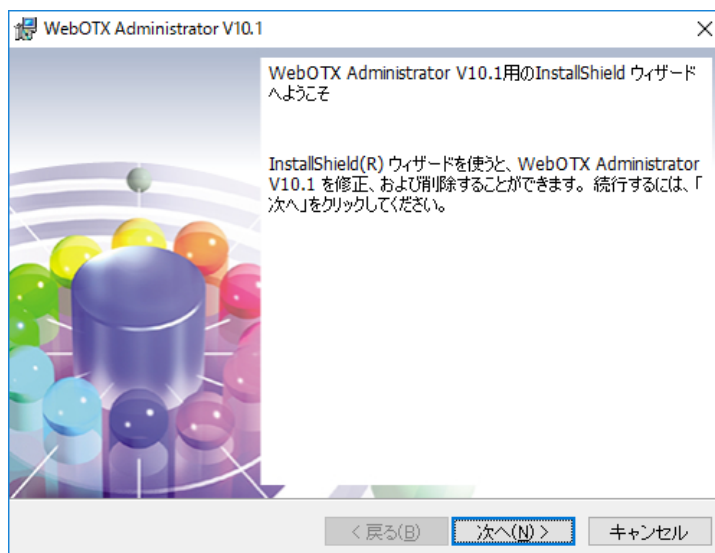 WebOTX Administrator V10.1
WebOTX Administrator V10.1用のInstallShield ウィザード
へようこそ
InstallShield(R) ウィザードを使うと、WebOTX Administrator
V10.1 を修正、および削除することができます。続行するには、「
次へ」をクリックしてください。
< 戻る(B)
次へ(N) >
キャンセル